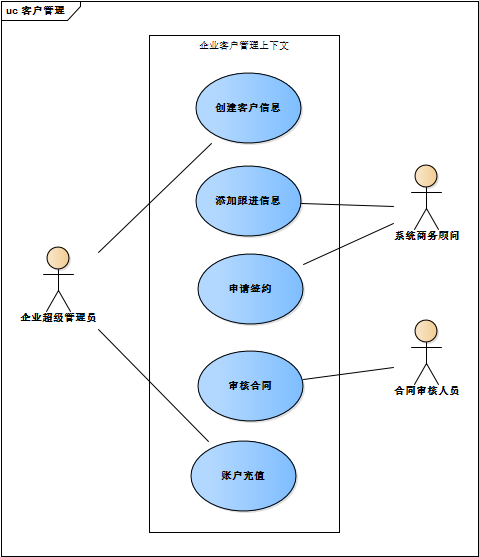 uc 客户管理
企业客户管理上下文
创建客户信息
添加跟进信息
系统商务顾问
申请签约
企业超级管理员
审核合同
合同审核人员
账户充值